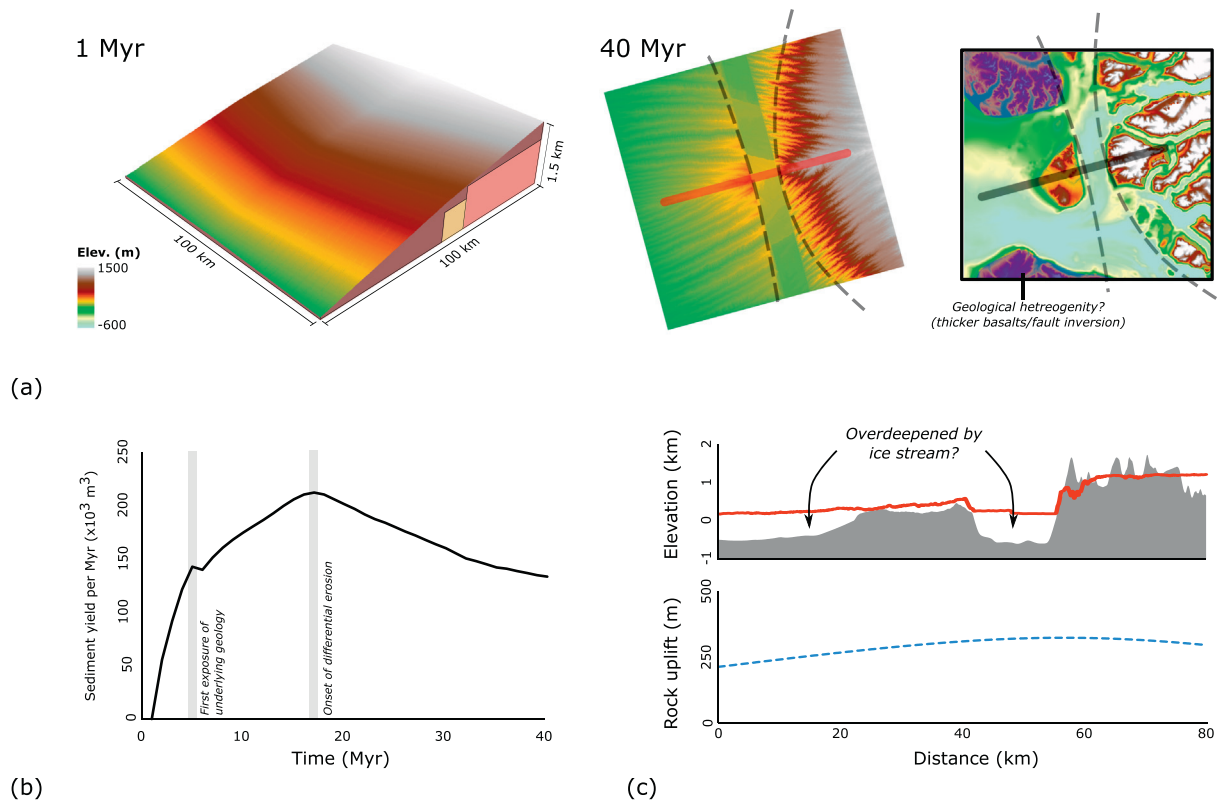 1 Myr
40 Myr
1.5 km
100 km
100 km
Elev. (m)
1500
-600
Geological hetreogenity?
(thicker basalts/fault inversion)
(a)
Sediment yield per Myr (x10³ m³)
250
200
150
100
50
0
First exposure of
underlying geology
Onset of differential erosion
0
10
20
30
40
Time (Myr)
(b)
Overdeepened by
ice stream?
Elevation (km)
2
1
0
-1
Rock uplift (m)
500
250
0
0
20
40
60
80
Distance (km)
(c)